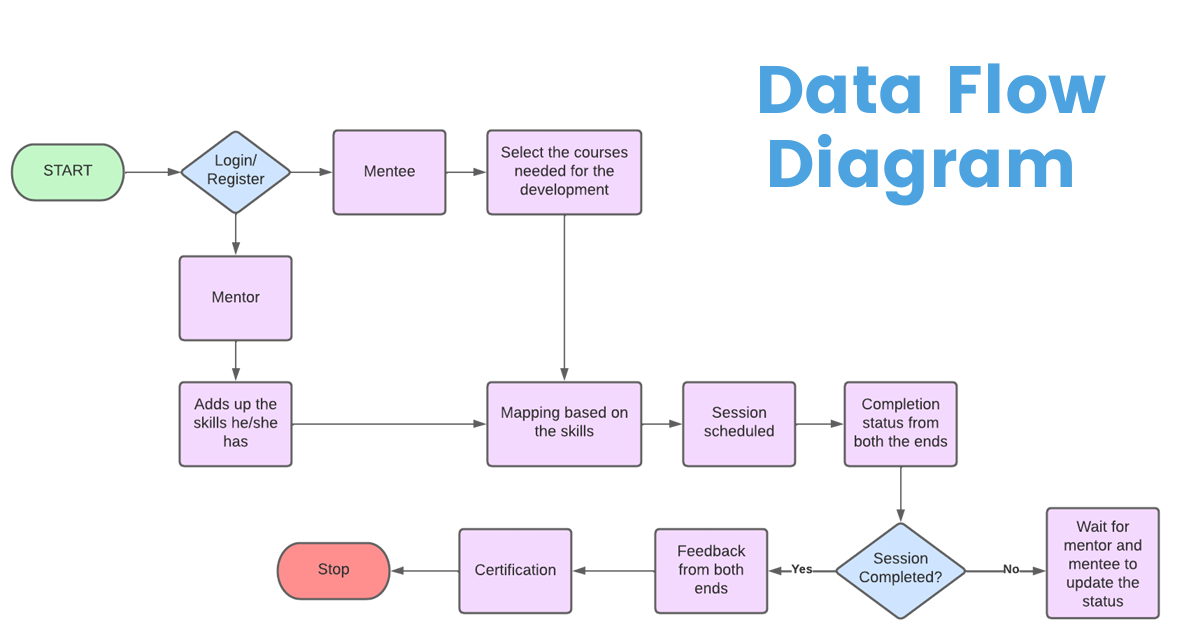 Data Flow
Diagram
START
Login/
Register
Mentee
Select the courses
needed for the
development
Mentor
Adds up the
skills he/she
has
Mapping based on
the skills
Session
scheduled
Completion
status from
both the ends
Stop
Certification
Feedback
from both
ends
Yes
Session
Completed?
No
Wait for
mentor and
mentee to
update the
status